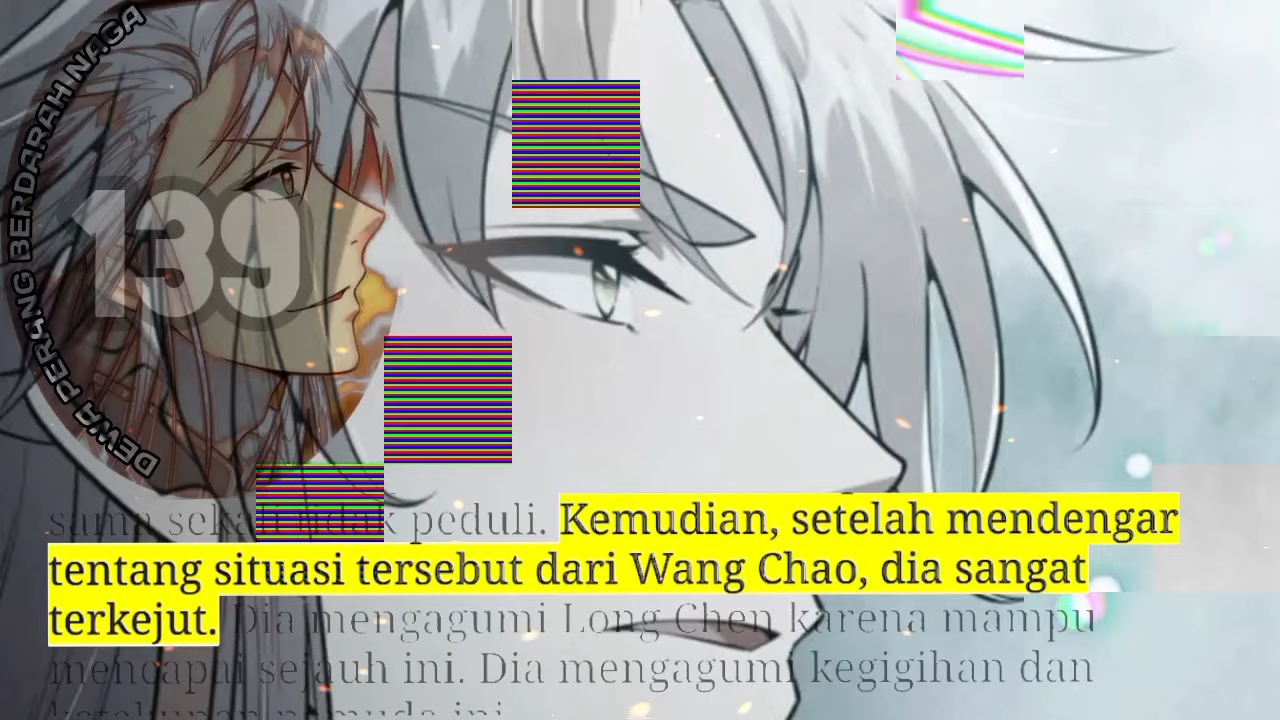 DEWA PERANG BERDARAH NAGA
139
sama sekali tidak peduli. Kemudian, setelah mendengar
tentang situasi tersebut dari Wang Chao, dia sangat
terkejut. Dia mengagumi Long Chen karena mampu
mencapai sejauh ini. Dia mengagumi kegigihan dan